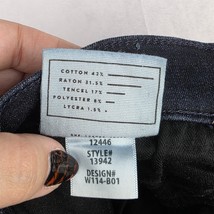 COTTON 42%
RAYON 31.5%
TENCEL 17%
POLYESTER 8%
LYCRA 1.5%
12446
STYLE#
13942
DESIGN#
W114-B01